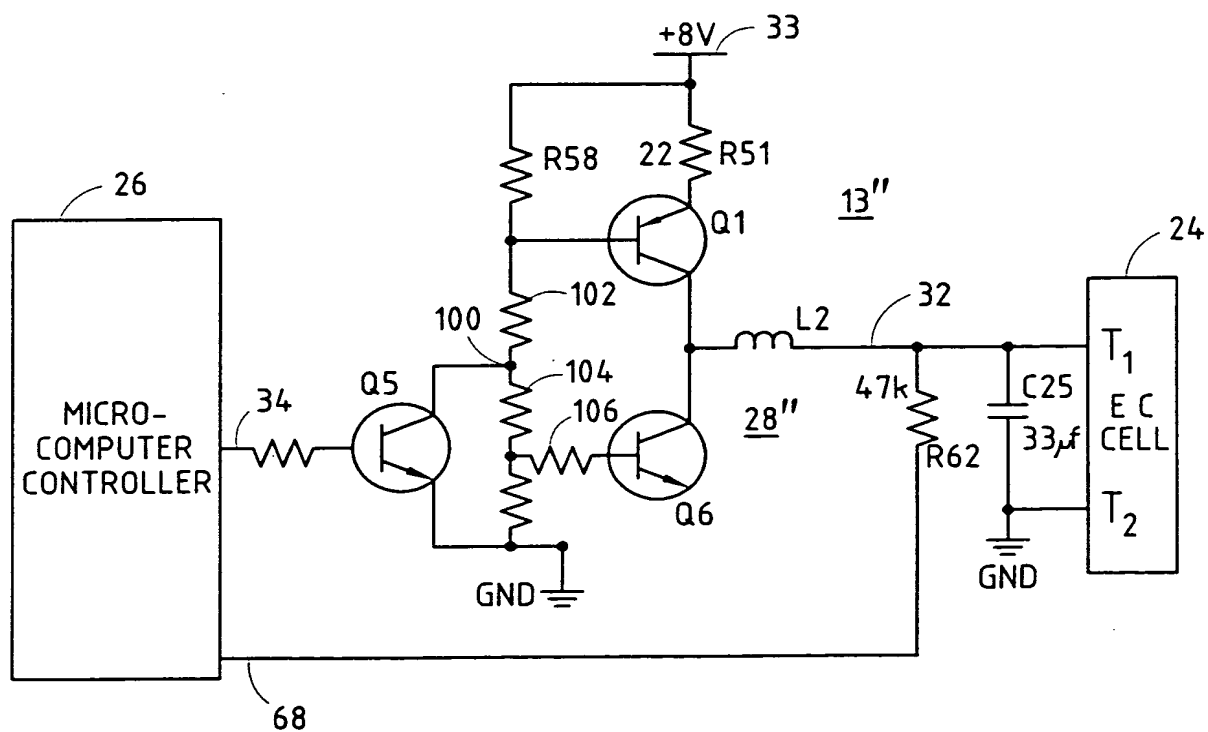 +8V
33
R58
22
R51
26
13"
Q1
24
102
32
L2
100
T1
104
Q5
47k
C25
34
106
28"
E C
MICRO-
COMPUTER
CONTROLLER
33µf
CELL
R62
Q6
T2
GND
GND
68